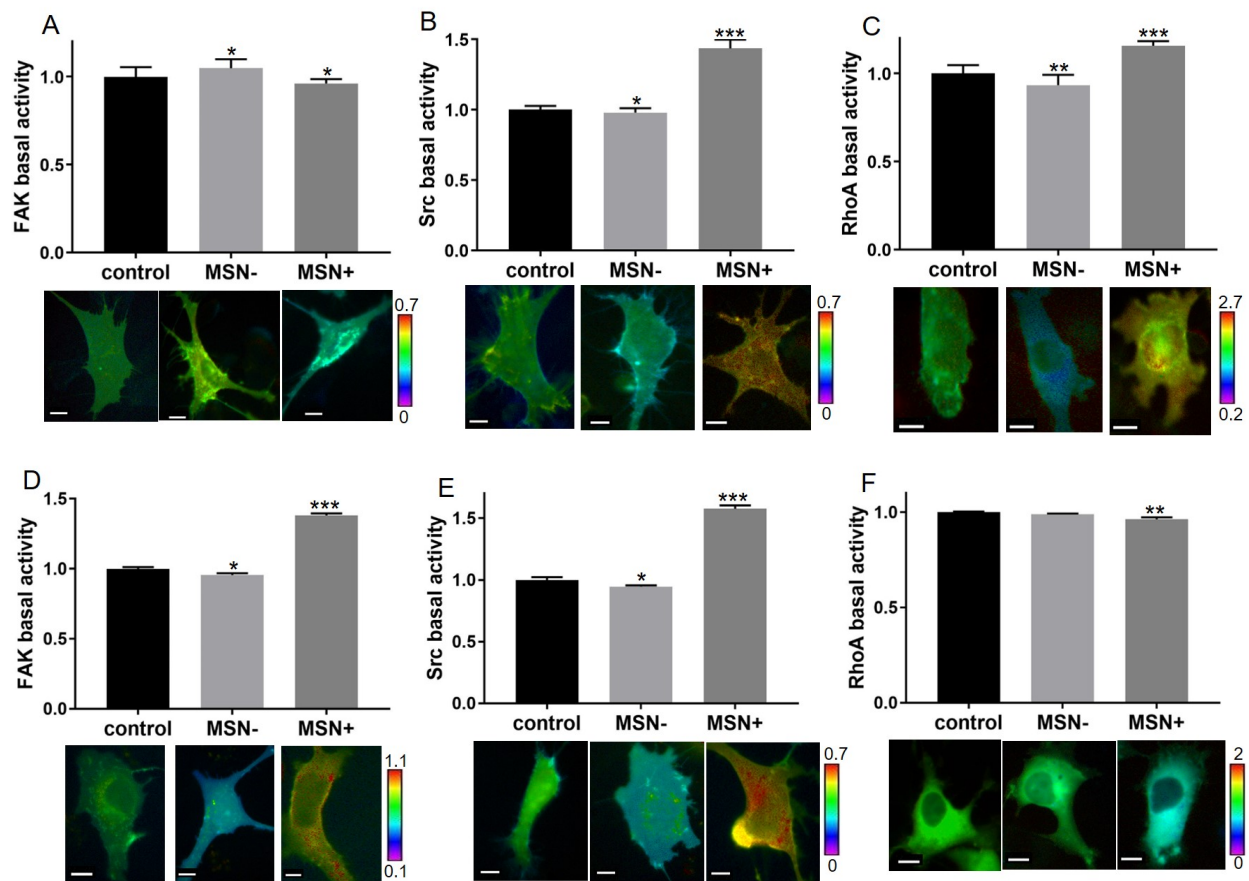 A
FAK basal activity
1.0
0.5
0.0
*
*
control MSN- MSN+
0.7
0
B
Src basal activity
1.5
1.0
0.5
0.0
*
***
control MSN- MSN+
0.7
0
C
RhoA basal activity
1.0
0.5
0.0
**
***
control MSN- MSN+
2.7
0.2
D
FAK basal activity
1.5
1.0
0.5
0.0
*
***
control MSN- MSN+
1.1
0.1
E
Src basal activity
1.5
1.0
0.5
0.0
*
***
control MSN- MSN+
0.7
0
F
RhoA basal activity
1.0
0.5
0.0
**
control MSN- MSN+
2
0